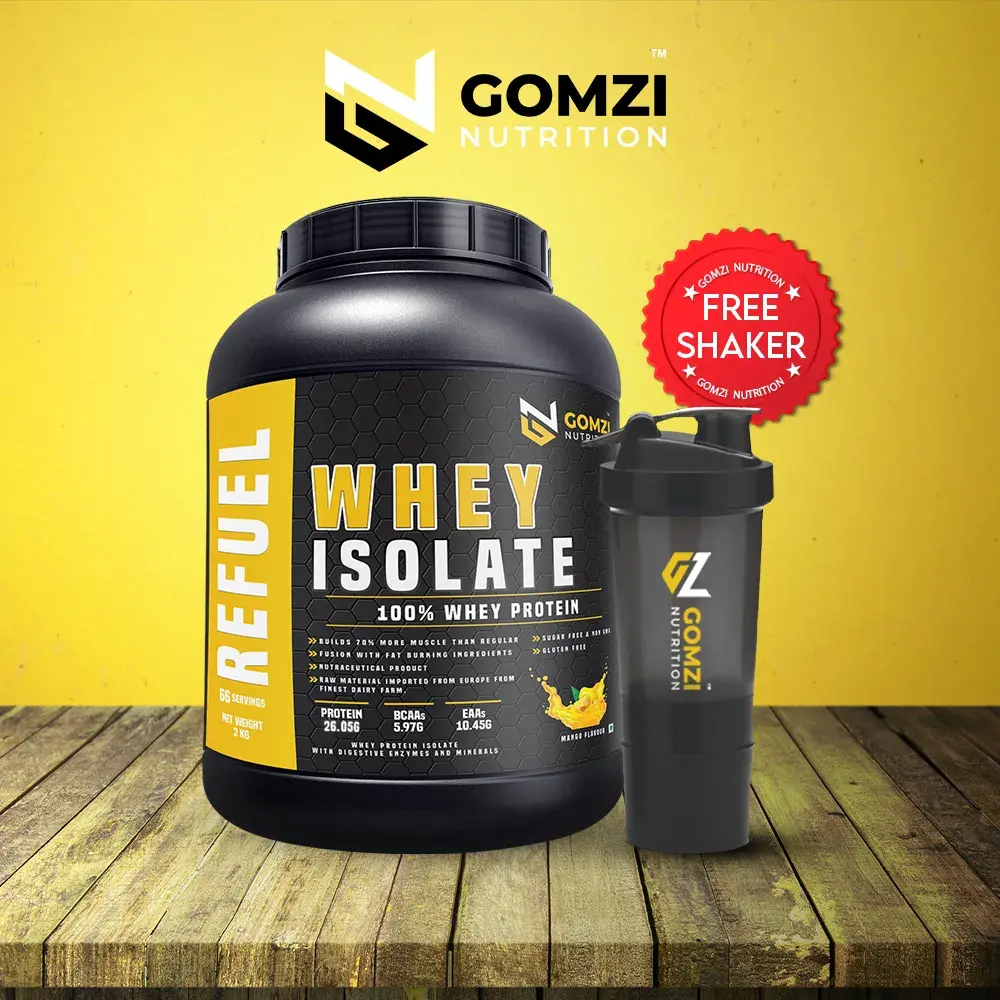 GOMZI
™
NUTRITION
GOMZI NUTRITION
FREE
SHAKER
GOMZI NUTRITION
REFUEL
66 SERVINGS
NET WEIGHT
2 KG
GOMZI
NUTRITION
WHEY
ISOLATE
100% WHEY PROTEIN
BUILDS 70% MORE MUSCLE THAN REGULAR
FUSION WITH FAT BURNING INGREDIENTS
NUTRACEUTICAL PRODUCT
RAW MATERIAL IMPORTED FROM EUROPE FROM
FINEST DAIRY FARM.
SUGAR FREE & NON GMO
GLUTEN FREE
PROTEIN
26.05G
BCAAs
5.97G
EAAs
10.45G
MANGO FLAVOUR
WHEY PROTEIN ISOLATE
WITH DIGESTIVE ENZYMES AND MINERALS
GOMZI
™
NUTRITION